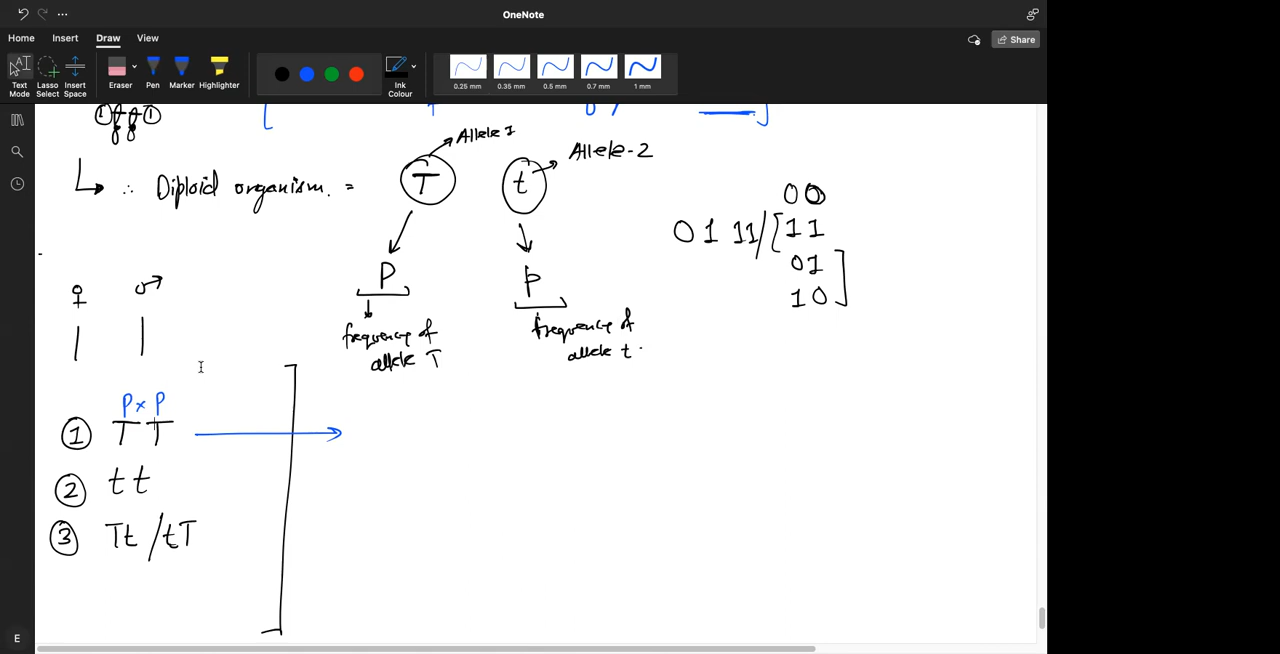 OneNote
Home Insert Draw View
Share
Text Mode
Lasso Select
Insert Space
Eraser
Pen
Marker
Highlighter
Ink Colour
0.25 mm
0.35 mm
0.5 mm
0.7 mm
1 mm
Allele 1
Allele-2
∴ Diploid organism. = T t
P
p
frequency of
allele T
frequency of
allele t.
00
01 11/[11
01
10
♀ ♂
P × P
① TT
② tt
③ Tt/tT
E